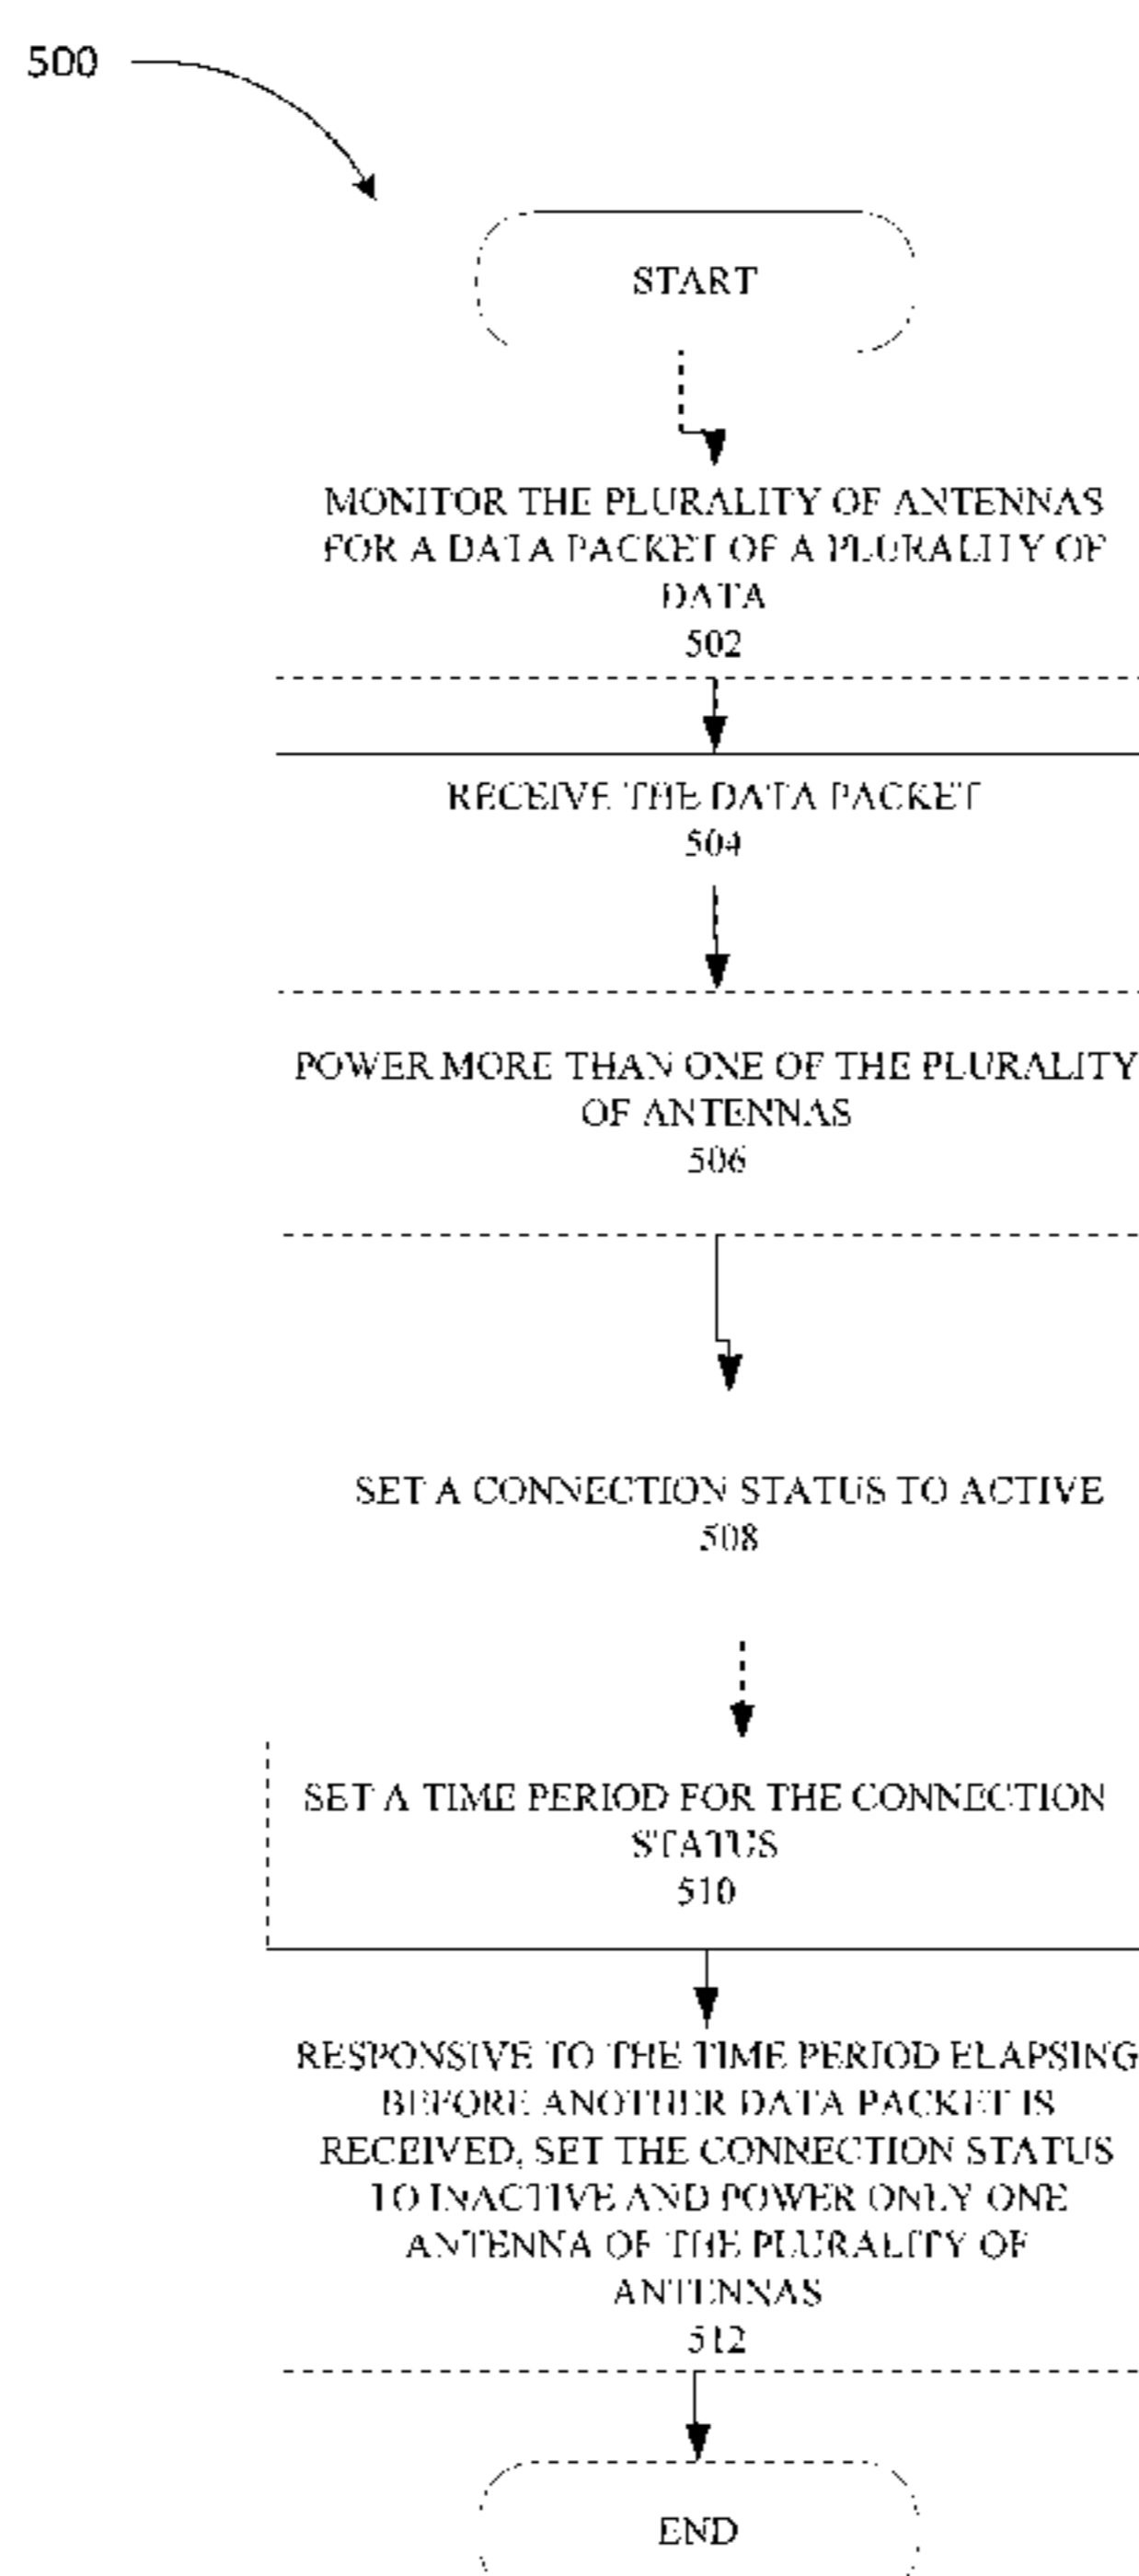 500
START
MONITOR THE PLURALITY OF ANTENNAS
FOR A DATA PACKET OF A PLURALITY OF
DATA
502
RECEIVE THE DATA PACKET
504
POWER MORE THAN ONE OF THE PLURALITY
OF ANTENNAS
506
SET A CONNECTION STATUS TO ACTIVE
508
SET A TIME PERIOD FOR THE CONNECTION
STATUS
510
RESPONSIVE TO THE TIME PERIOD ELAPSING
BEFORE ANOTHER DATA PACKET IS
RECEIVED, SET THE CONNECTION STATUS
TO INACTIVE AND POWER ONLY ONE
ANTENNA OF THE PLURALITY OF
ANTENNAS
512
END